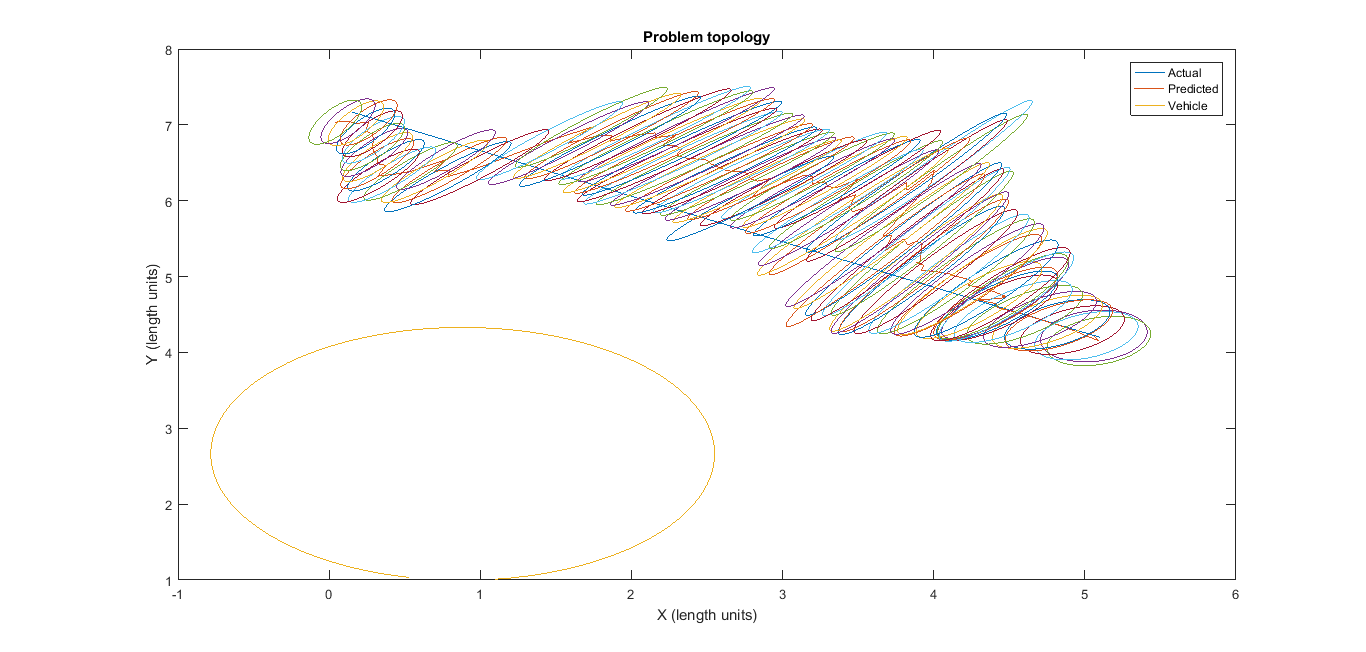 Problem topology
Actual
Predicted
Vehicle
8
7
6
5
4
3
2
1
Y (length units)
-1 0 1 2 3 4 5 6
X (length units)